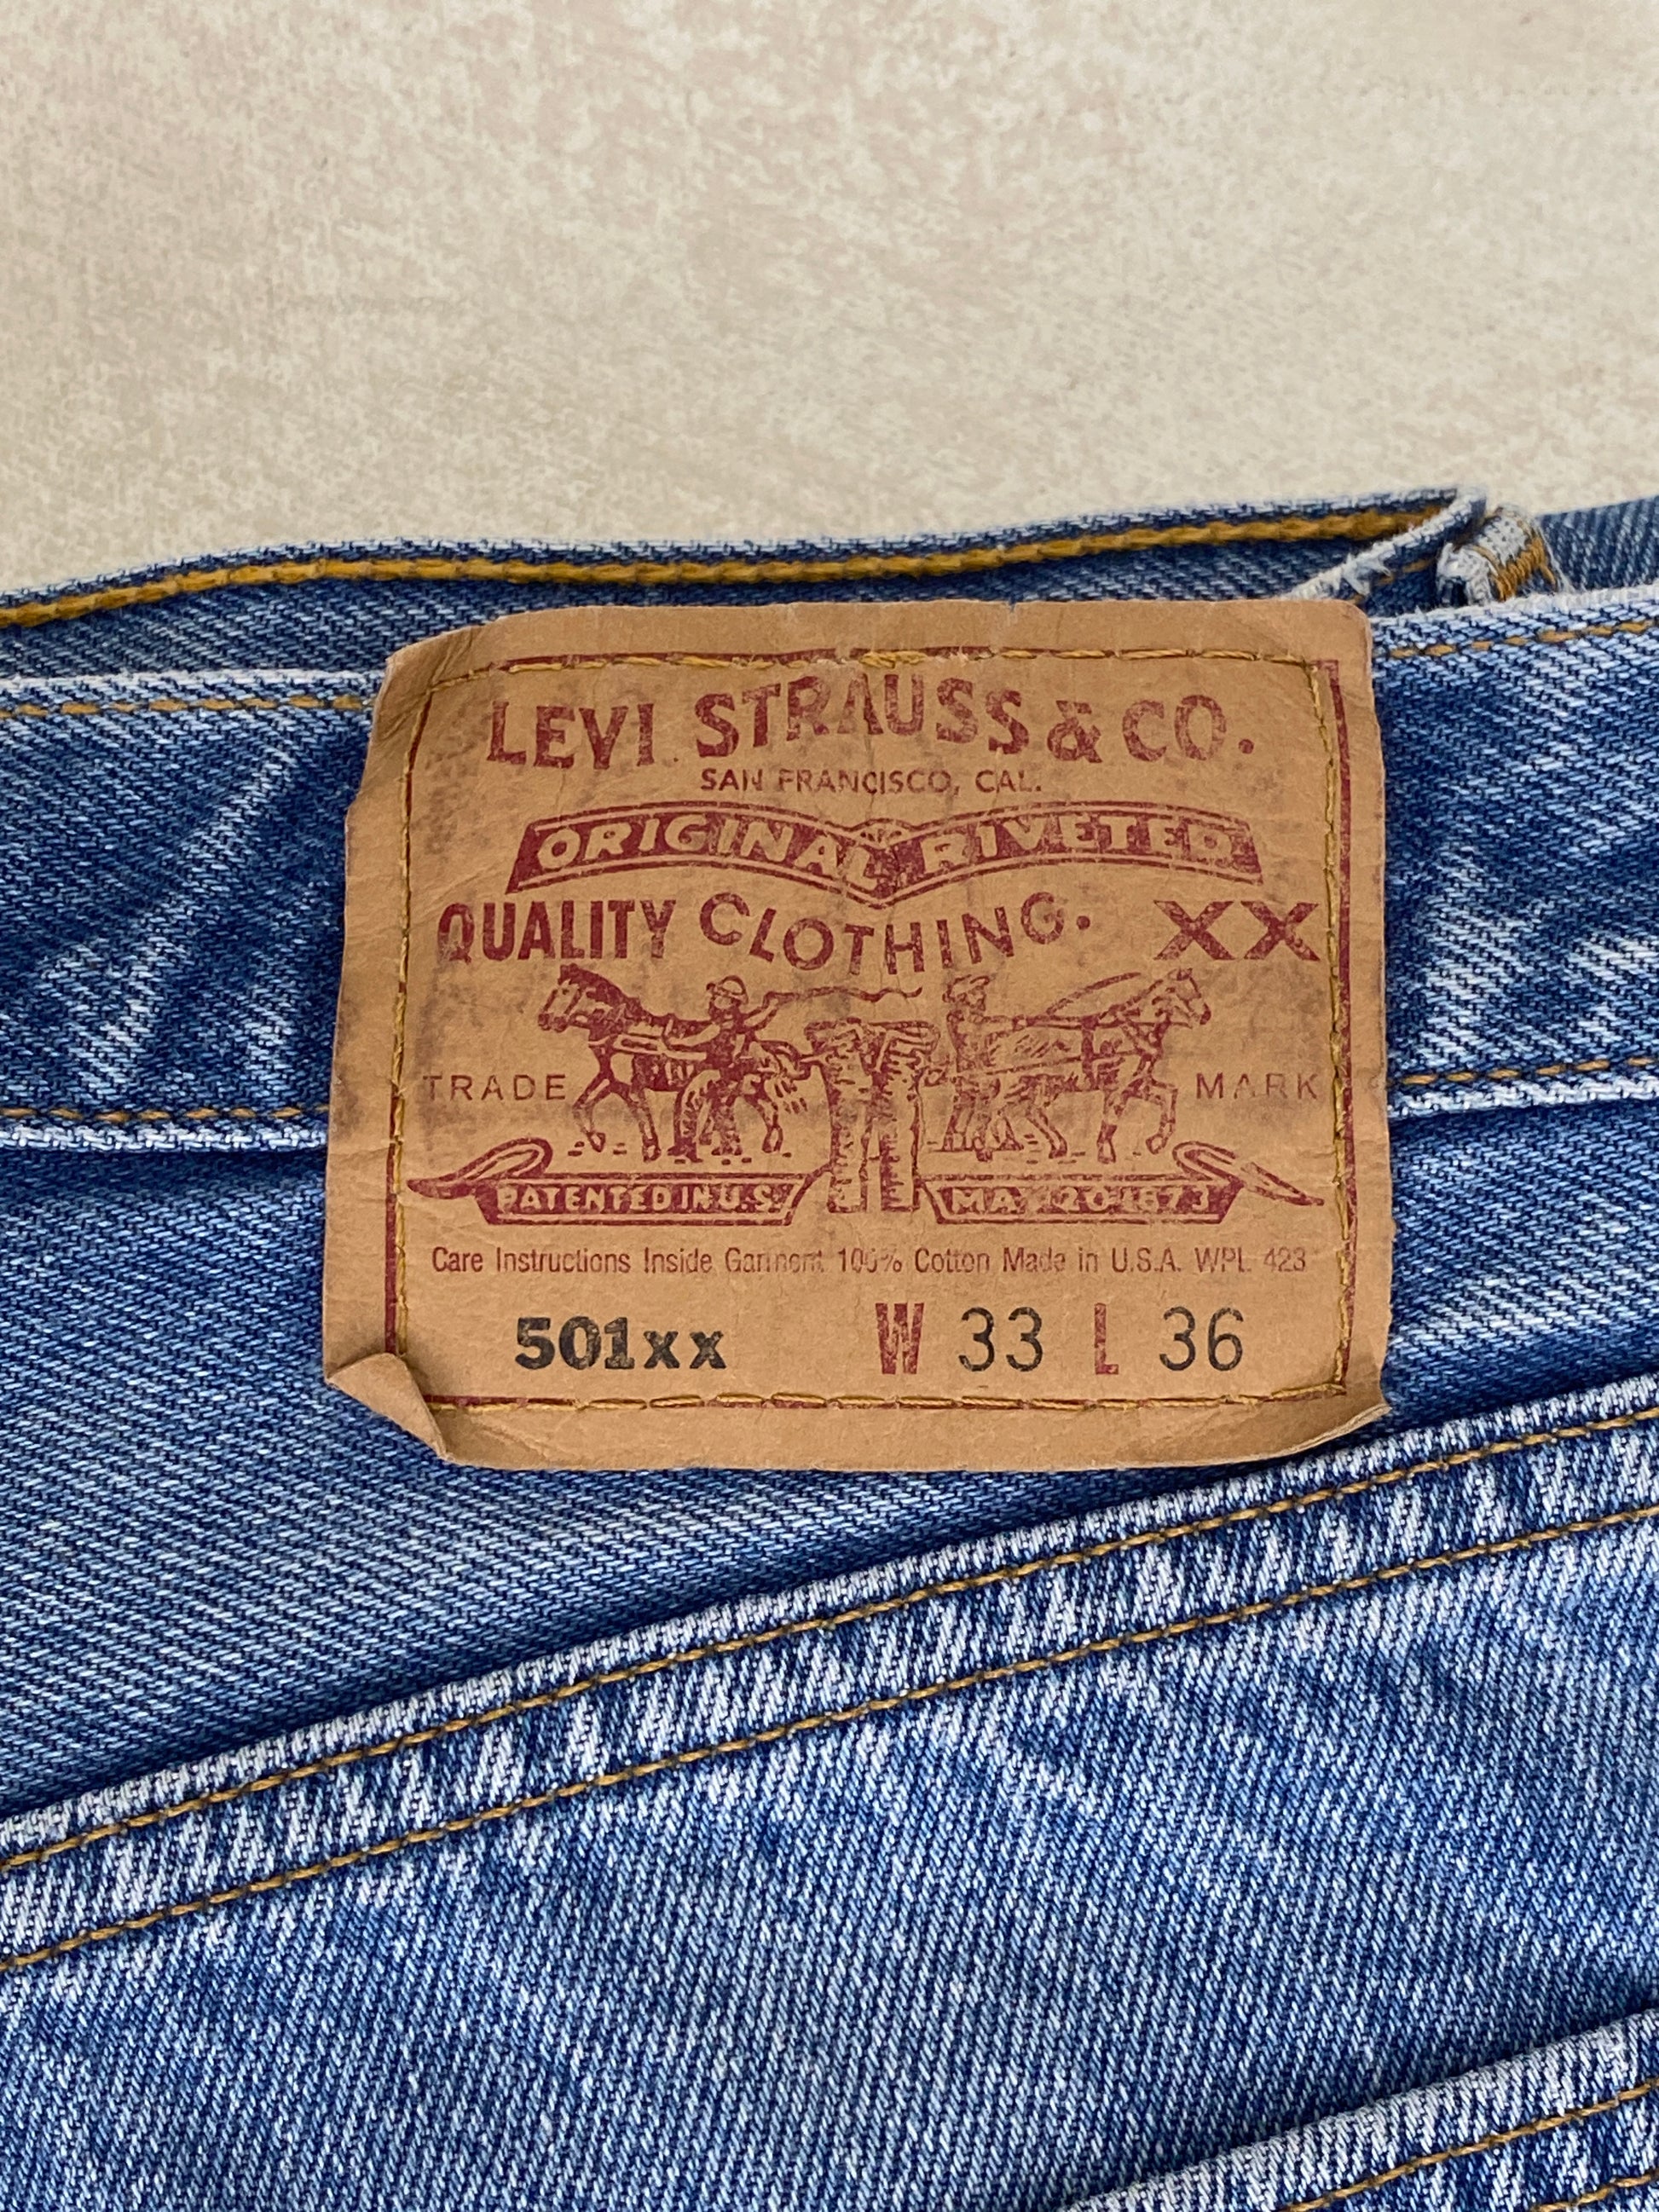 LEVI STRAUSS & CO.
SAN FRANCISCO, CAL.
ORIGINAL RIVETED
QUALITY CLOTHING. XX
TRADE MARK
PATENTED IN U.S. MAY 20 1873
Care Instructions Inside Garment 100% Cotton Made in U.S.A. WPL 423
501xx W 33 L 36